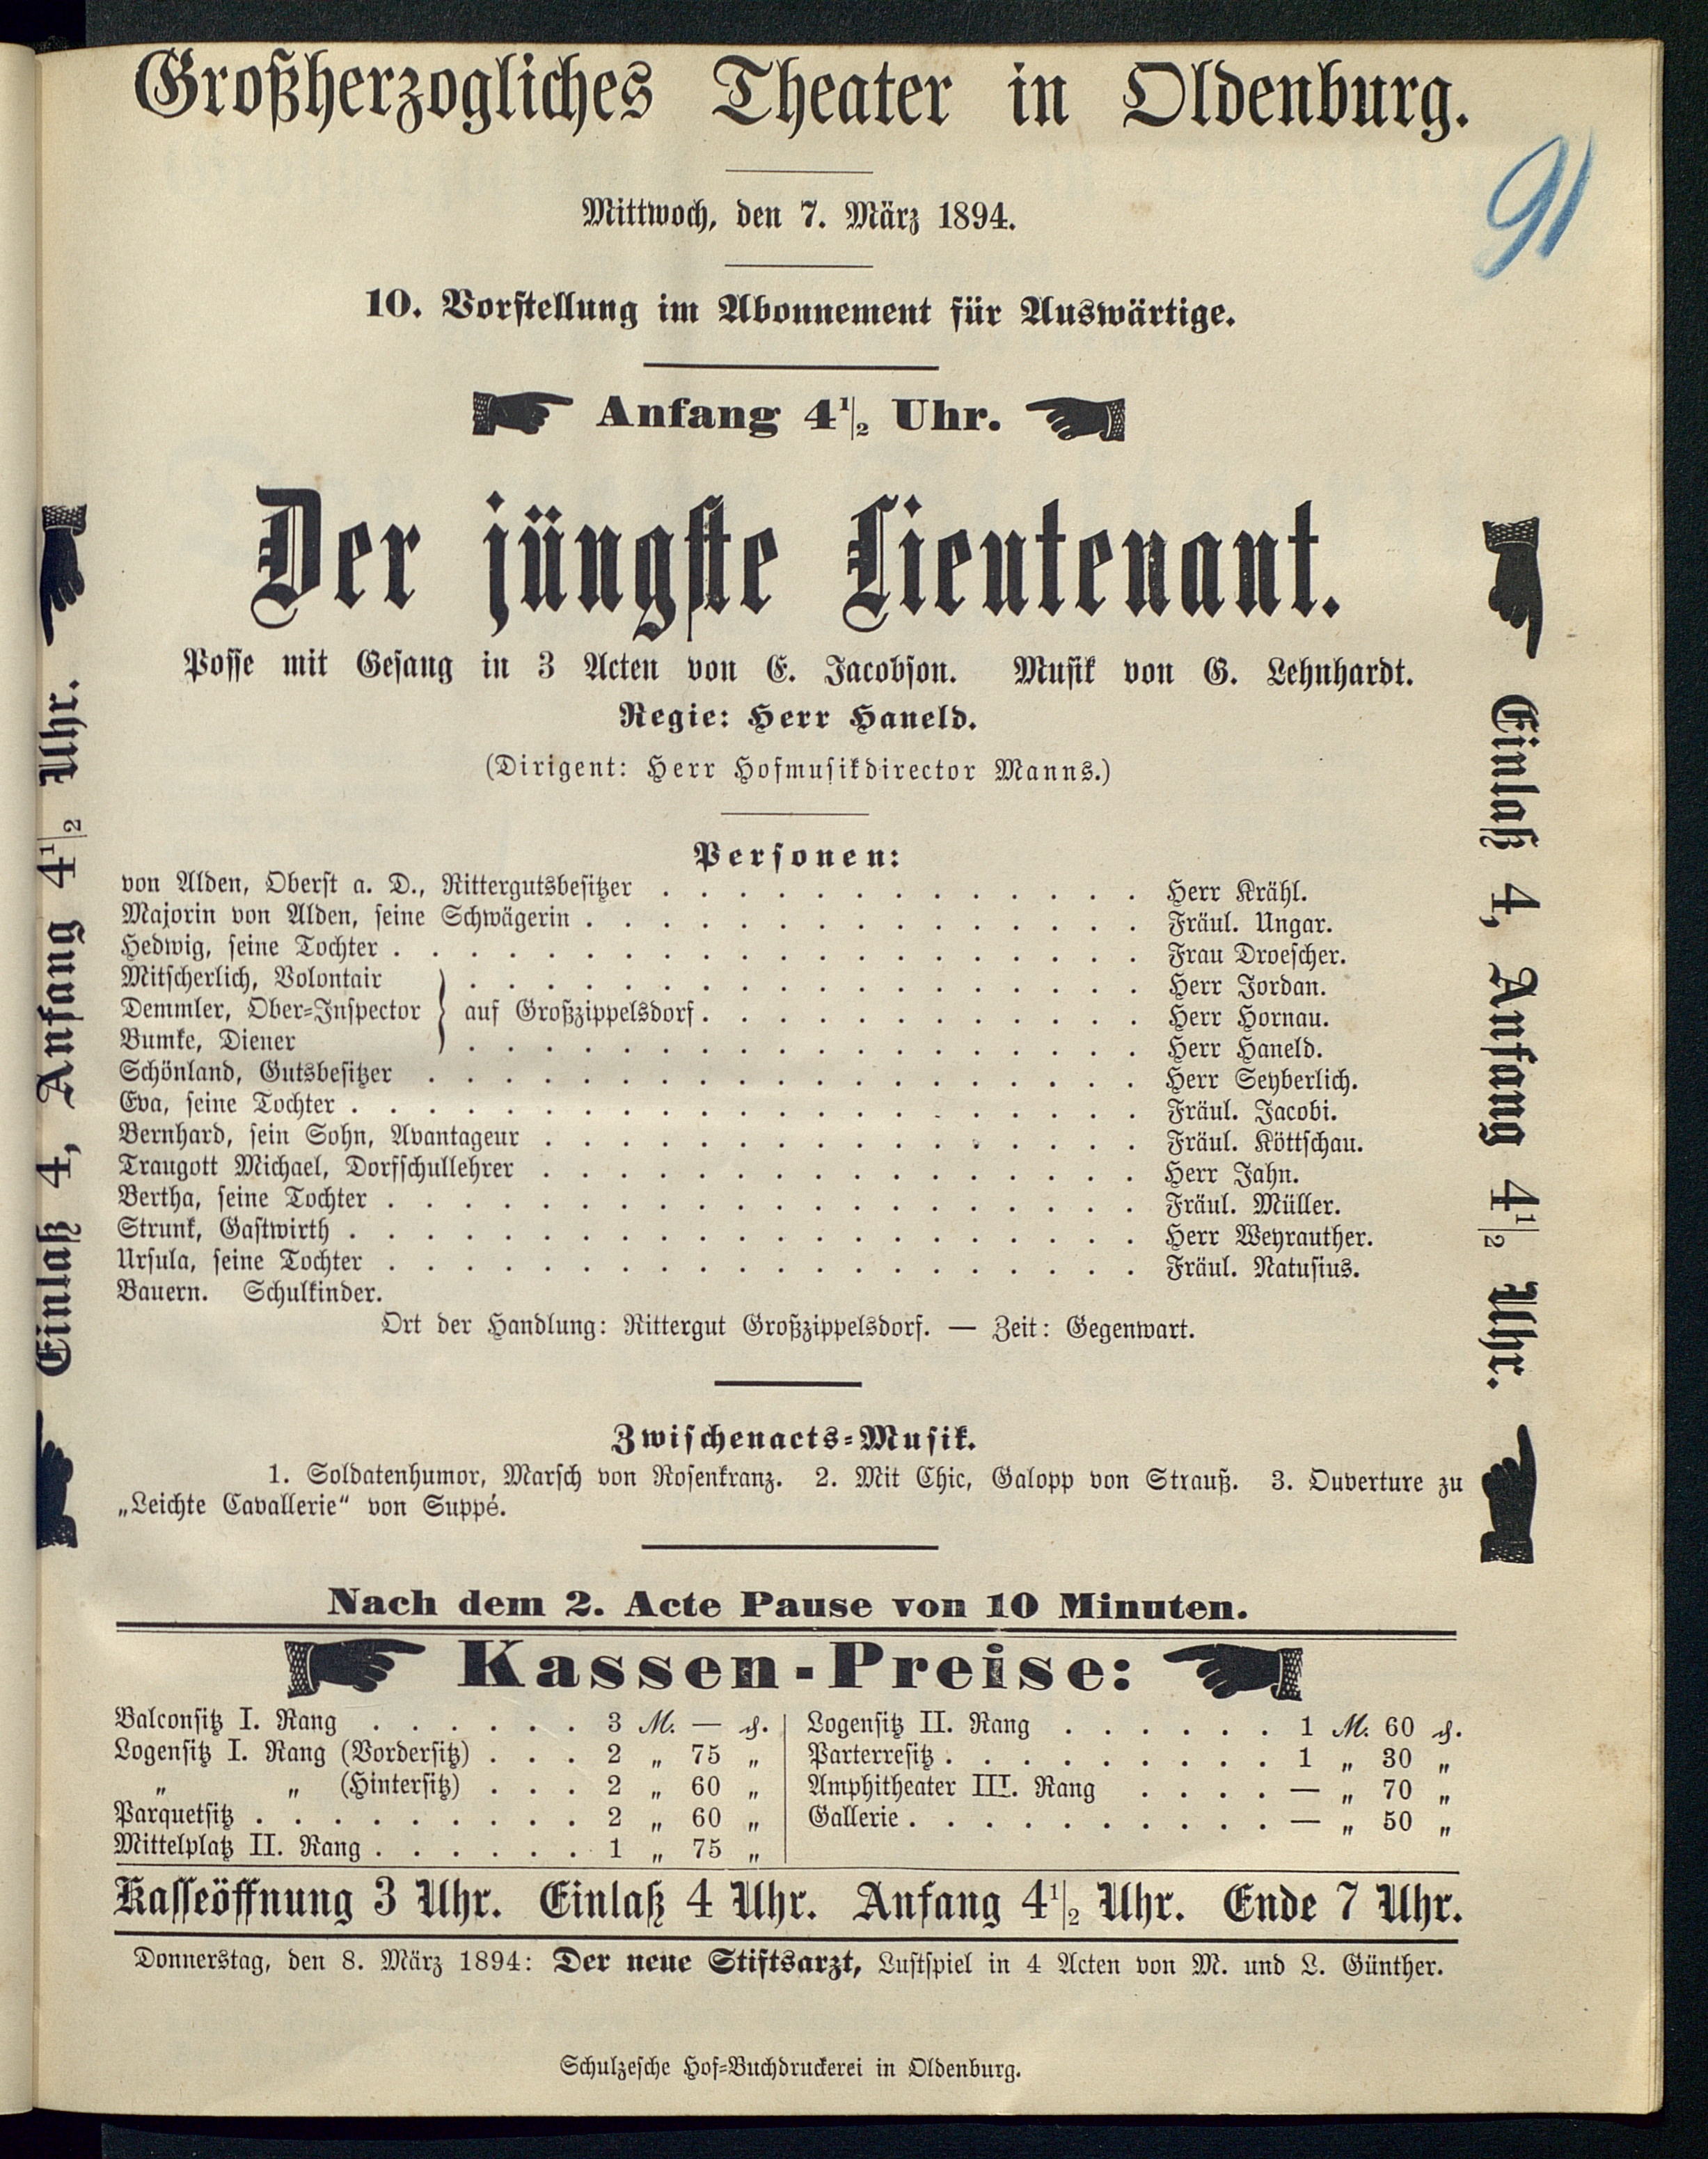 Großherzogliches Theater in Oldenburg.
91
Mittwoch, den 7. März 1894.
10. Vorstellung im Abonnement für Auswärtige.
Anfang 4 1/2 Uhr.
Der jüngste Lieutenant.
Posse mit Gesang in 3 Acten von E. Jacobson. Musik von G. Lehnhardt.
Regie: Herr Haneld.
(Dirigent: Herr Hofmusikdirector Manns.)
Personen:
von Alden, Oberst a. D., Rittergutsbesitzer . . . . . . . . . . . . . Herr Krähl.
Majorin von Alden, seine Schwägerin . . . . . . . . . . . . . . . Fräul. Ungar.
Hedwig, seine Tochter . . . . . . . . . . . . . . . . . . . . Frau Droescher.
Mitscherlich, Volontair } . . . . . . . . . . . . . . . . . . Herr Jordan.
Demmler, Ober-Inspector } auf Großzippelsdorf . . . . . . . . . . . . Herr Hornau.
Bumke, Diener } . . . . . . . . . . . . . . . . . . Herr Haneld.
Schönland, Gutsbesitzer . . . . . . . . . . . . . . . . . . . Herr Seyberlich.
Eva, seine Tochter . . . . . . . . . . . . . . . . . . . . . Fräul. Jacobi.
Bernhard, sein Sohn, Avantageur . . . . . . . . . . . . . . . . Fräul. Köttschau.
Traugott Michael, Dorfschullehrer . . . . . . . . . . . . . . . . Herr Jahn.
Bertha, seine Tochter . . . . . . . . . . . . . . . . . . . . Fräul. Müller.
Strunk, Gastwirth . . . . . . . . . . . . . . . . . . . . . Herr Weyrauther.
Ursula, seine Tochter . . . . . . . . . . . . . . . . . . . . Fräul. Natusius.
Bauern. Schulkinder.
Ort der Handlung: Rittergut Großzippelsdorf. — Zeit: Gegenwart.
Zwischenacts-Musik.
1. Soldatenhumor, Marsch von Rosenkranz. 2. Mit Chic, Galopp von Strauß. 3. Ouverture zu
„Leichte Cavallerie“ von Suppé.
Nach dem 2. Acte Pause von 10 Minuten.
Kassen-Preise:
Balconsitz I. Rang . . . . . . 3 M. — ₰.
Logensitz I. Rang (Vordersitz) . . . 2 „ 75 „
„ „ (Hintersitz) . . . 2 „ 60 „
Parquetsitz . . . . . . . . . 2 „ 60 „
Mittelplatz II. Rang . . . . . . 1 „ 75 „
Logensitz II. Rang . . . . . . 1 M. 60 ₰.
Parterresitz . . . . . . . . . 1 „ 30 „
Amphitheater III. Rang . . . . — „ 70 „
Gallerie . . . . . . . . . . — „ 50 „
Kasseöffnung 3 Uhr. Einlaß 4 Uhr. Anfang 4 1/2 Uhr. Ende 7 Uhr.
Donnerstag, den 8. März 1894: Der neue Stiftsarzt, Lustspiel in 4 Acten von M. und L. Günther.
Schulzesche Hof-Buchdruckerei in Oldenburg.
Einlaß 4, Anfang 4 1/2 Uhr.
Einlaß 4, Anfang 4 1/2 Uhr.